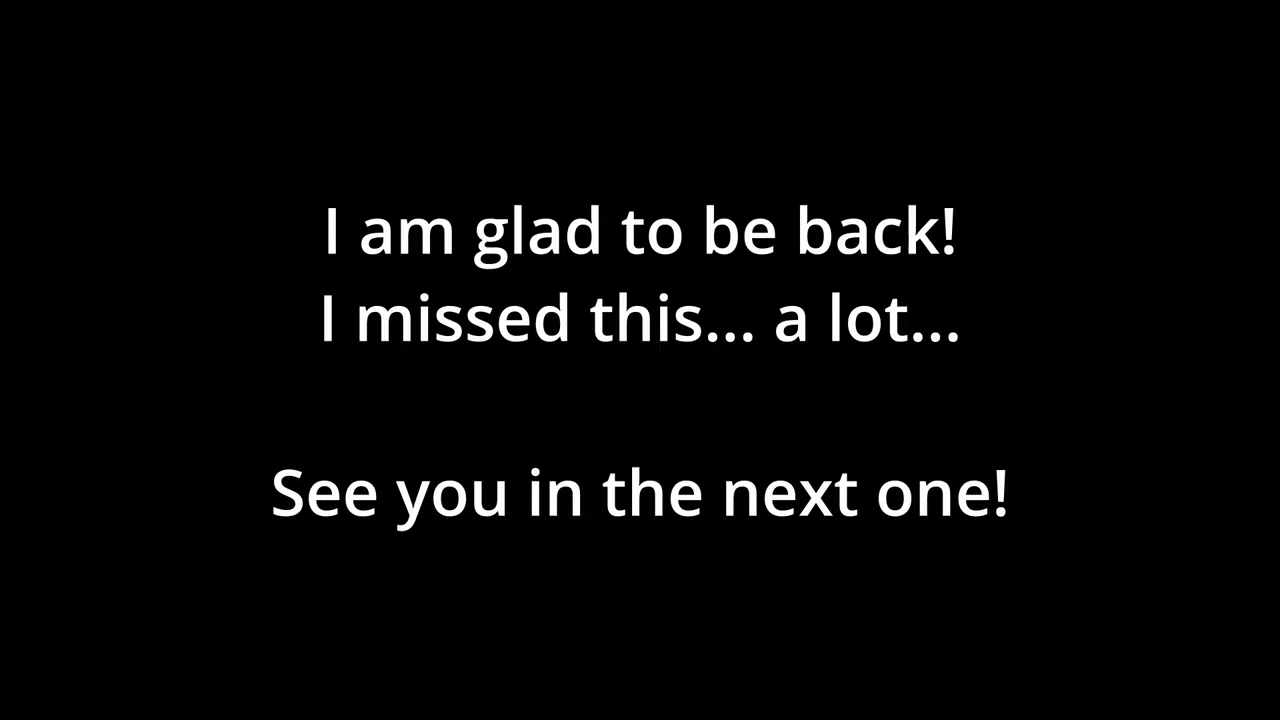 I am glad to be back!
I missed this... a lot...
See you in the next one!